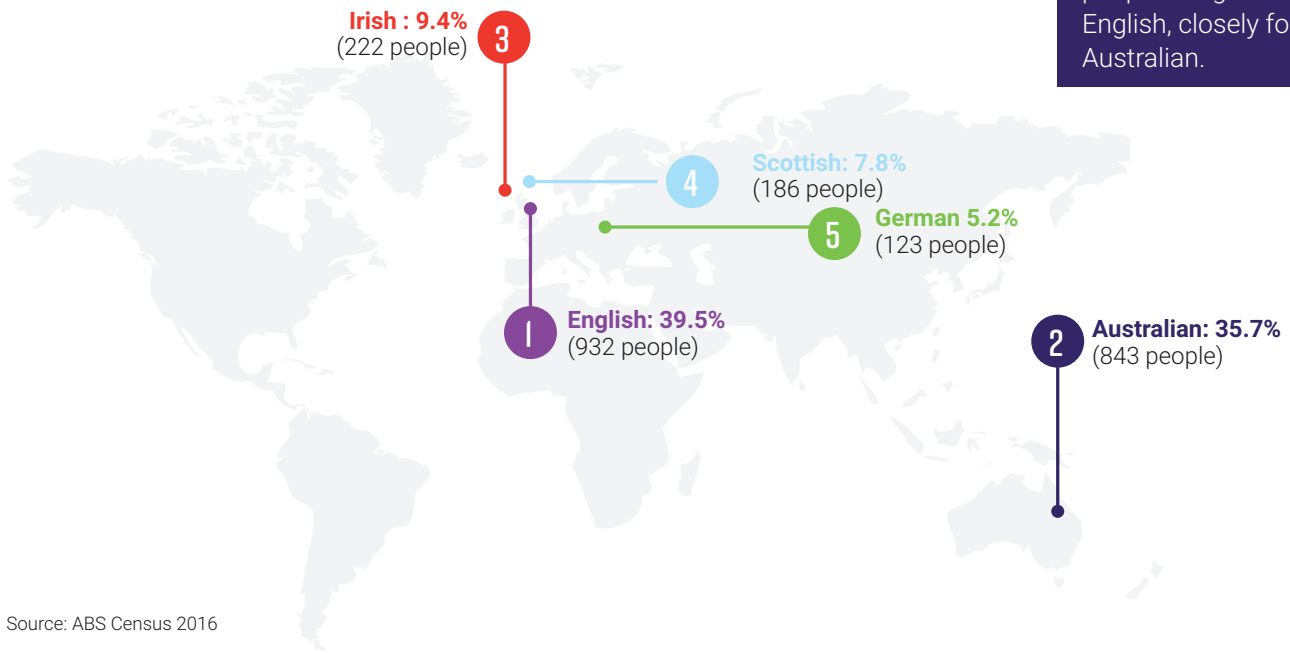 English, closely fo
Australian.
Irish : 9.4%
(222 people)
3
4
Scottish: 7.8%
(186 people)
5
German 5.2%
(123 people)
1
English: 39.5%
(932 people)
2
Australian: 35.7%
(843 people)
Source: ABS Census 2016